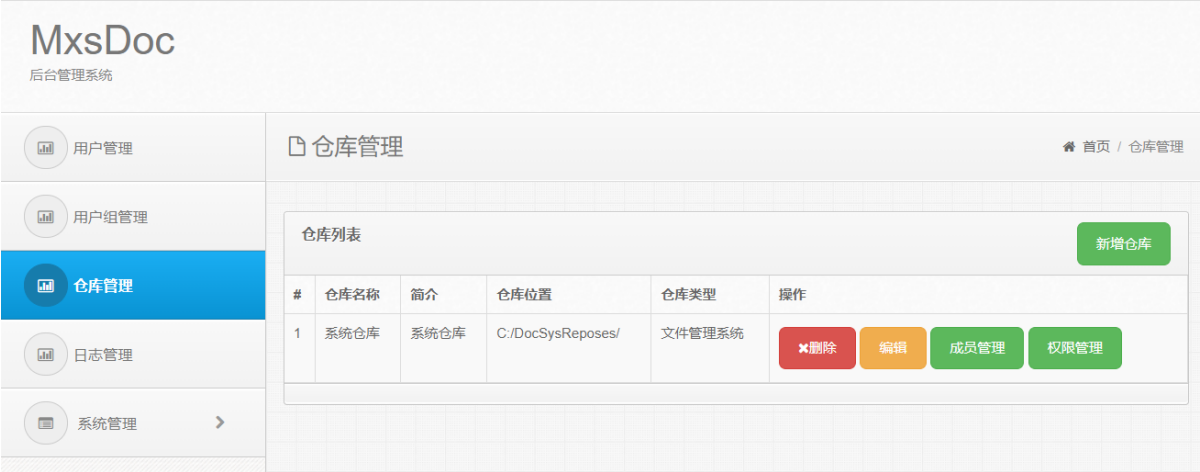 MxsDoc
后台管理系统
用户管理
用户组管理
仓库管理
日志管理
系统管理
仓库管理
首页 / 仓库管理
仓库列表
新增仓库
# 仓库名称 简介 仓库位置 仓库类型 操作
1 系统仓库 系统仓库 C:/DocSysReposes/ 文件管理系统 ✖删除 编辑 成员管理 权限管理